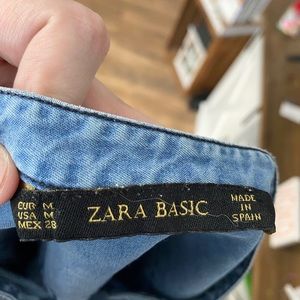 EUR M
USA M
MEX 28
ZARA BASIC
MADE IN
SPAIN